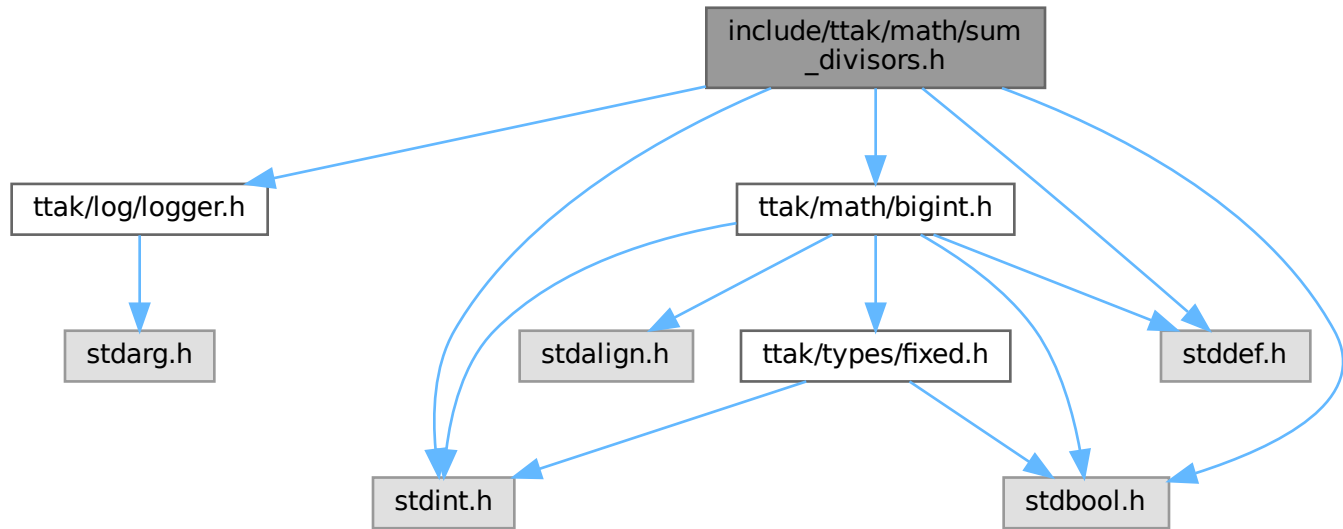 include/ttak/math/sum
_divisors.h
ttak/log/logger.h
ttak/math/bigint.h
stdarg.h
stdalign.h
ttak/types/fixed.h
stddef.h
stdint.h
stdbool.h